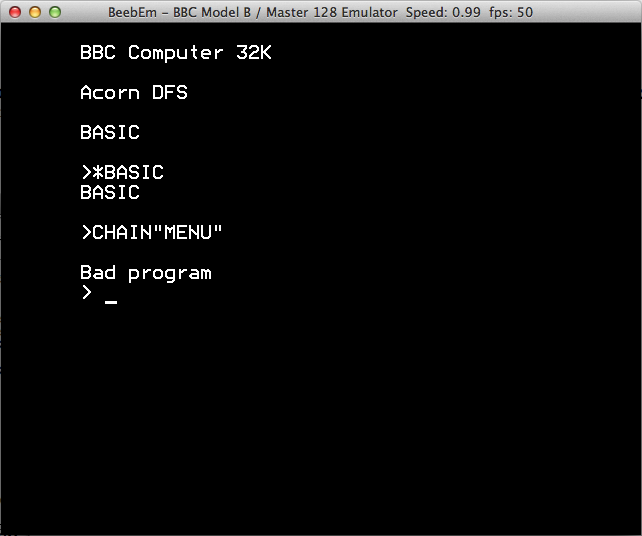 BeebEm - BBC Model B / Master 128 Emulator  Speed: 0.99  fps: 50
BBC Computer 32K
Acorn DFS
BASIC
>*BASIC
BASIC
>CHAIN"MENU"
Bad program
> _